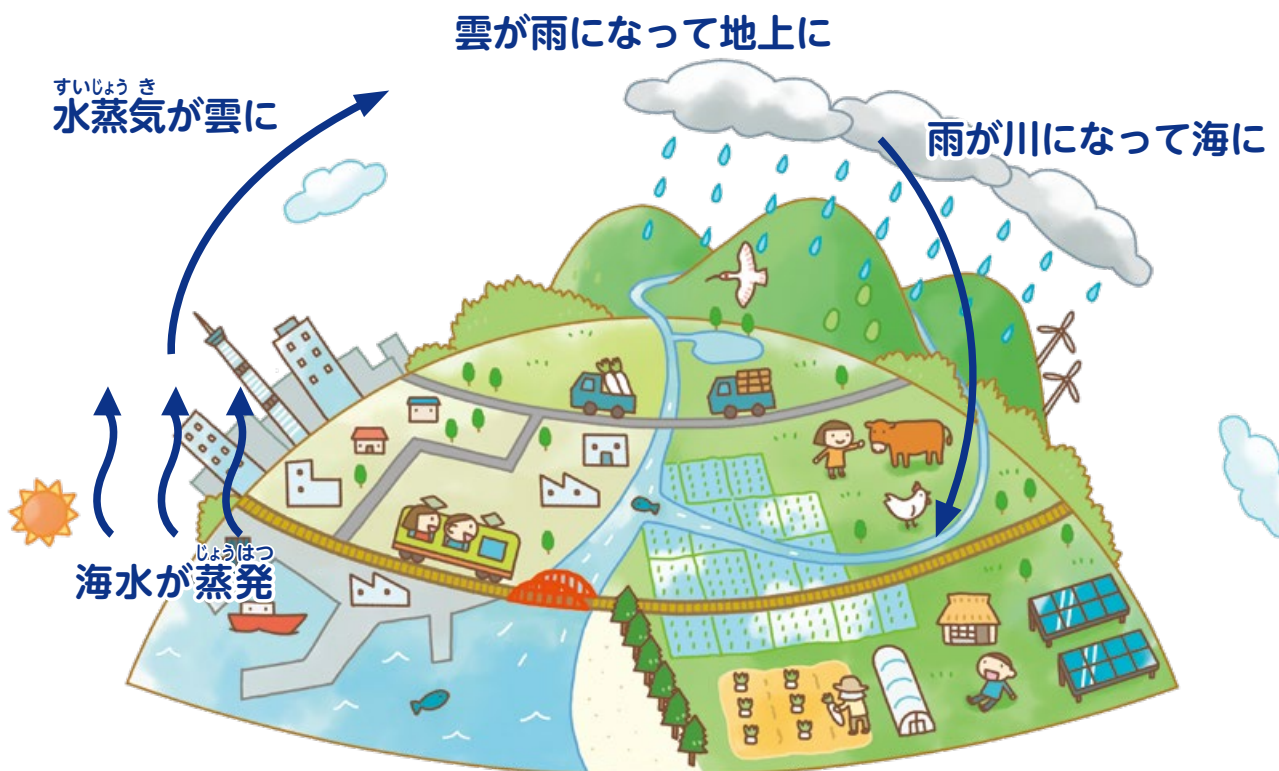 雲が雨になって地上に
すいじょうき
水蒸気が雲に
雨が川になって海に
じょうはつ
海水が蒸発